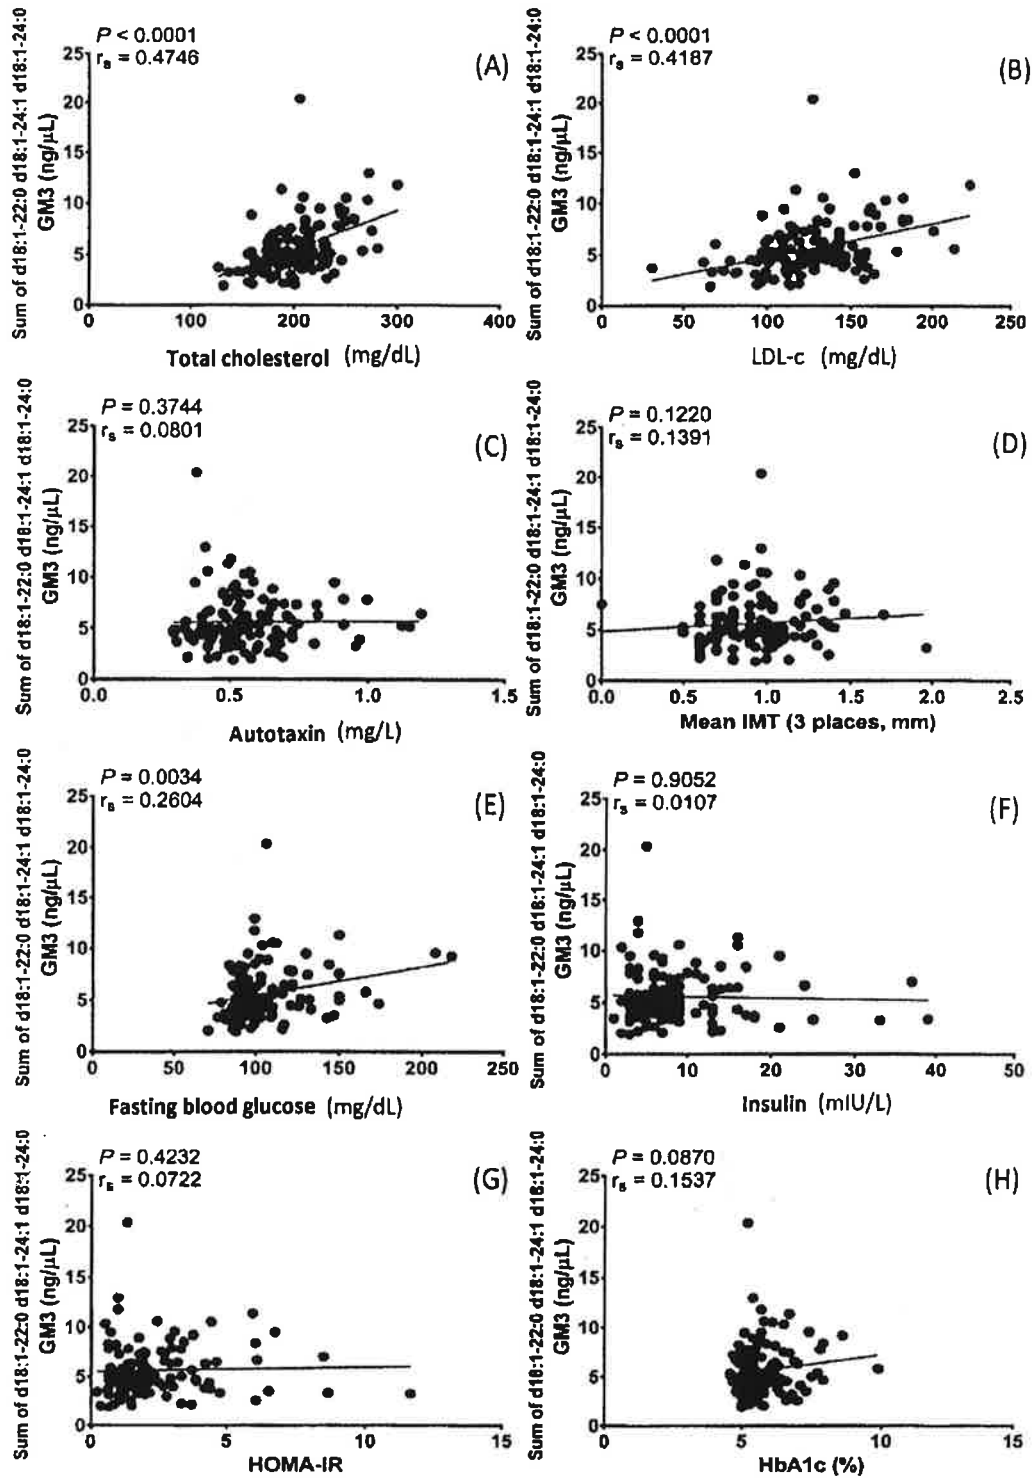 P < 0.0001
rs = 0.4746
(A)
Sum of d18:1-22:0 d18:1-24:1 d18:1-24:0
GM3 (ng/μL)
25
20
15
10
5
0
0 100 200 300 400
Total cholesterol (mg/dL)
P < 0.0001
rs = 0.4187
(B)
Sum of d18:1-22:0 d18:1-24:1 d18:1-24:0
GM3 (ng/μL)
25
20
15
10
5
0
0 50 100 150 200 250
LDL-c (mg/dL)
P = 0.3744
rs = 0.0801
(C)
Sum of d18:1-22:0 d18:1-24:1 d18:1-24:0
GM3 (ng/μL)
25
20
15
10
5
0
0.0 0.5 1.0 1.5
Autotaxin (mg/L)
P = 0.1220
rs = 0.1391
(D)
Sum of d18:1-22:0 d18:1-24:1 d18:1-24:0
GM3 (ng/μL)
25
20
15
10
5
0
0.0 0.5 1.0 1.5 2.0 2.5
Mean IMT (3 places, mm)
P = 0.0034
rs = 0.2604
(E)
Sum of d18:1-22:0 d18:1-24:1 d18:1-24:0
GM3 (ng/μL)
25
20
15
10
5
0
0 50 100 150 200 250
Fasting blood glucose (mg/dL)
P = 0.9052
rs = 0.0107
(F)
Sum of d18:1-22:0 d18:1-24:1 d18:1-24:0
GM3 (ng/μL)
25
20
15
10
5
0
0 10 20 30 40 50
Insulin (mIU/L)
P = 0.4232
rs = 0.0722
(G)
Sum of d18:1-22:0 d18:1-24:1 d18:1-24:0
GM3 (ng/μL)
25
20
15
10
5
0
0 5 10 15
HOMA-IR
P = 0.0870
rs = 0.1537
(H)
Sum of d18:1-22:0 d18:1-24:1 d18:1-24:0
GM3 (ng/μL)
25
20
15
10
5
0
0 5 10 15
HbA1c (%)